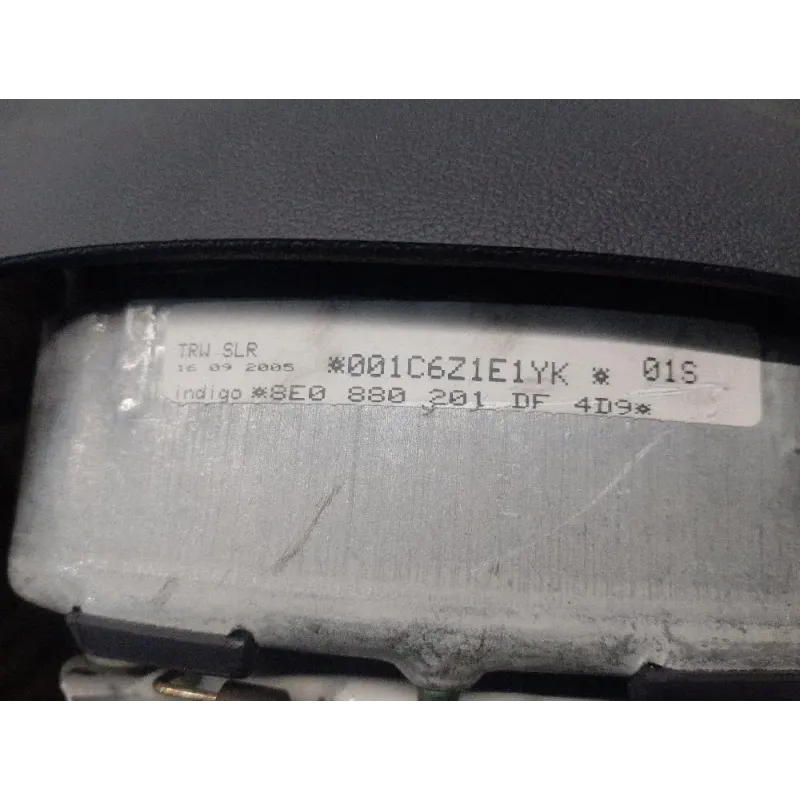 TRW SLR
16 09 2005 *001C6Z1E1YK * 01S
indigo *8E0 880 201 DF 4D9*